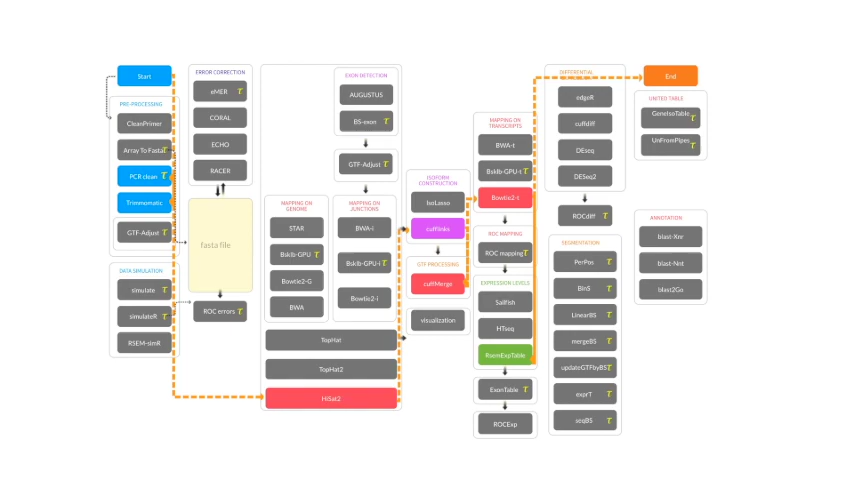 Start
PRE-PROCESSING
CleanPrimer
Array To Fasta
PCR clean T
Trimmomatic
GTF-Adjust T
DATA SIMULATION
simulate T
simulateR T
RSEM-simR
ERROR CORRECTION
eMER T
CORAL
ECHO
RACER
fasta file
ROC errors T
EXON DETECTION
AUGUSTUS
BS-exon T
GTF-Adjust T
MAPPING ON
GENOME
STAR
Bsklb-GPU T
Bowtie2-G
BWA
MAPPING ON
JUNCTIONS
BWA-i
Bsklb-GPU-i T
Bowtie2-i
TopHat
TopHat2
HiSat2
ISOFORM
CONSTRUCTION
IsoLasso
cufflinks
GTF PROCESSING
cuffMerge
visualization
MAPPING ON
TRANSCRIPTS
BWA-t
Bsklb-GPU-t T
Bowtie2-t
ROC MAPPING
ROC mapping T
EXPRESSION LEVELS
Sailfish
HTseq
RsemExpTable
ExonTable T
ROCExp
DIFFERENTIAL
edgeR
cuffdiff
DEseq
DESeq2
ROCdiff T
SEGMENTATION
PerPos T
BinS T
LinearBS T
mergeBS T
updateGTFbyBS T
exprT T
seqBS T
End
UNITED TABLE
GeneIsoTable T
UnFromPipes T
ANNOTATION
blast-Xnr
blast-Nnt
blast2Go